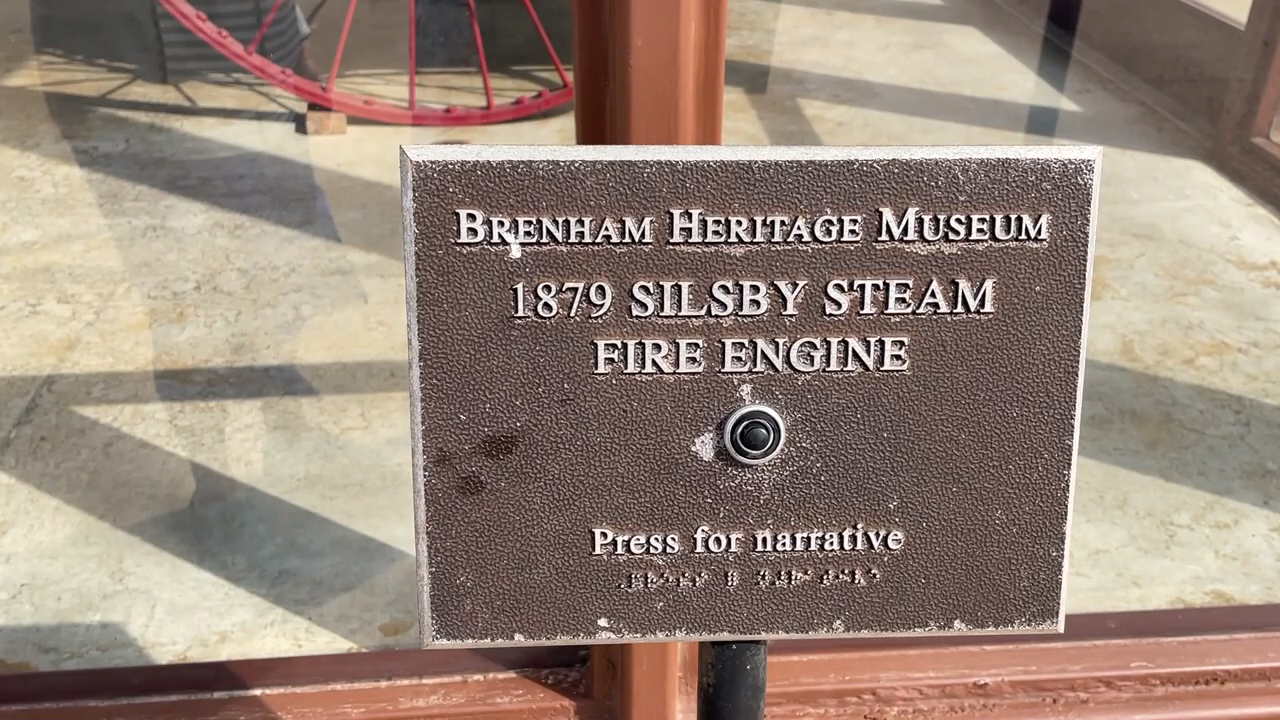 BRENHAM HERITAGE MUSEUM
1879 SILSBY STEAM
FIRE ENGINE
Press for narrative